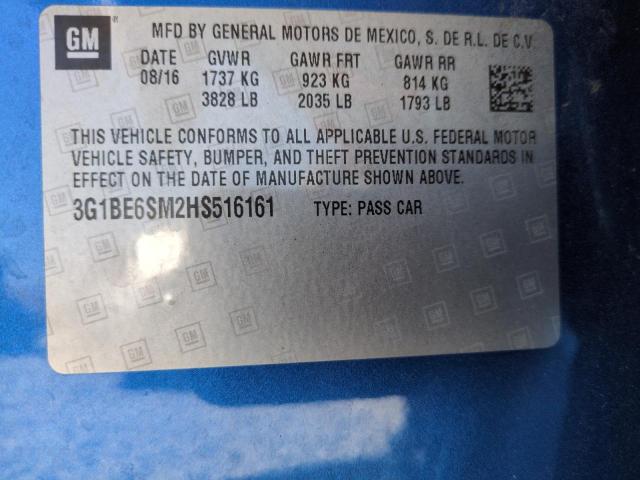 GM
MFD BY GENERAL MOTORS DE MEXICO, S. DE R.L. DE C.V.
DATE GVWR GAWR FRT GAWR RR
08/16 1737 KG 923 KG 814 KG
3828 LB 2035 LB 1793 LB
THIS VEHICLE CONFORMS TO ALL APPLICABLE U.S. FEDERAL MOTOR
VEHICLE SAFETY, BUMPER, AND THEFT PREVENTION STANDARDS IN
EFFECT ON THE DATE OF MANUFACTURE SHOWN ABOVE.
3G1BE6SM2HS516161 TYPE: PASS CAR